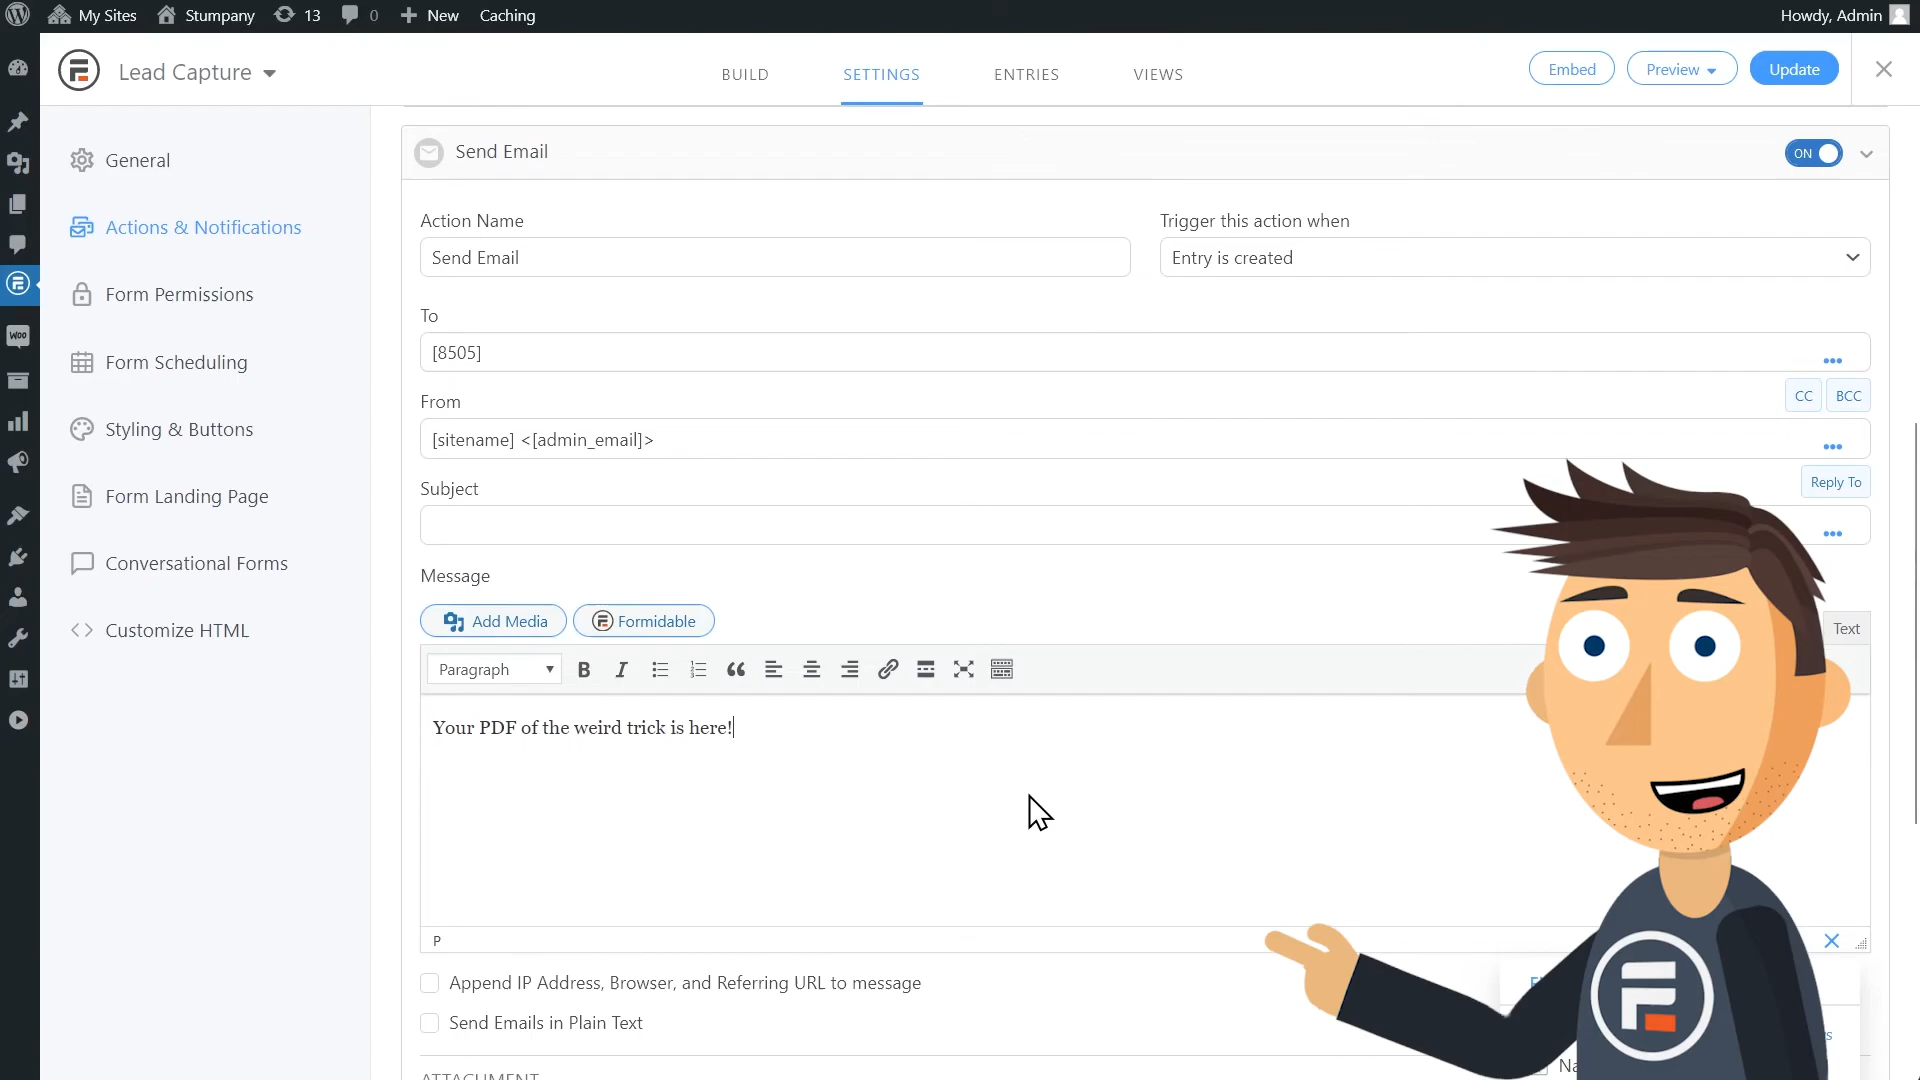 My Sites
Stumpany
13
0
New
Caching
Howdy, Admin
Lead Capture
BUILD
SETTINGS
ENTRIES
VIEWS
Embed
Preview
Update
General
Actions & Notifications
Form Permissions
Form Scheduling
Styling & Buttons
Form Landing Page
Conversational Forms
Customize HTML
Woo
Send Email
ON
Action Name
Trigger this action when
Send Email
Entry is created
To
[8505]
CC
BCC
From
[sitename] <[admin_email]>
Reply To
Subject
Message
Add Media
Formidable
Text
Paragraph
Your PDF of the weird trick is here!
P
Append IP Address, Browser, and Referring URL to message
Send Emails in Plain Text
ATTACHMENT